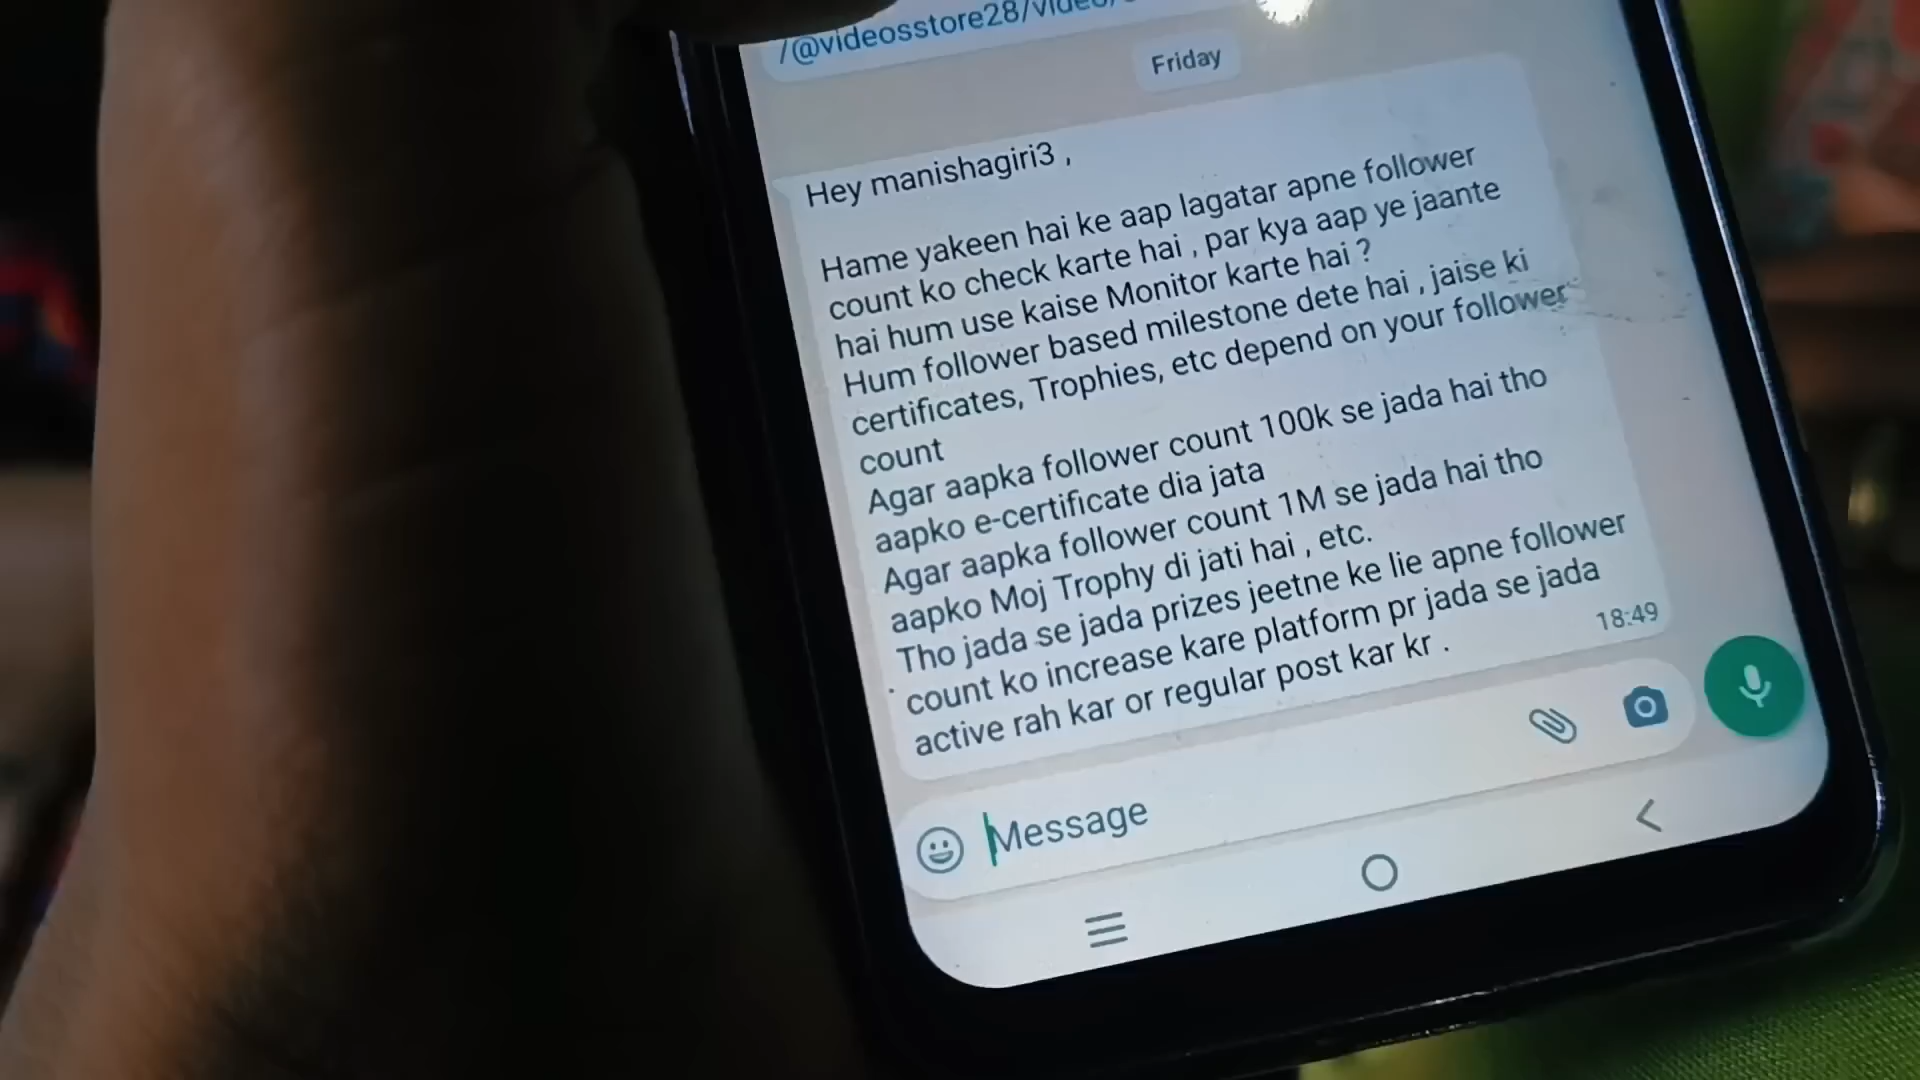 /@videosstore28/video/
Friday
Hey manishagiri3 ,
Hame yakeen hai ke aap lagatar apne follower
count ko check karte hai , par kya aap ye jaante
hai hum use kaise Monitor karte hai ?
Hum follower based milestone dete hai , jaise ki
certificates, Trophies, etc depend on your follower
count
Agar aapka follower count 100k se jada hai tho
aapko e-certificate dia jata
Agar aapka follower count 1M se jada hai tho
aapko Moj Trophy di jati hai , etc.
Tho jada se jada prizes jeetne ke lie apne follower
count ko increase kare platform pr jada se jada
active rah kar or regular post kar kr .
18:49
Message